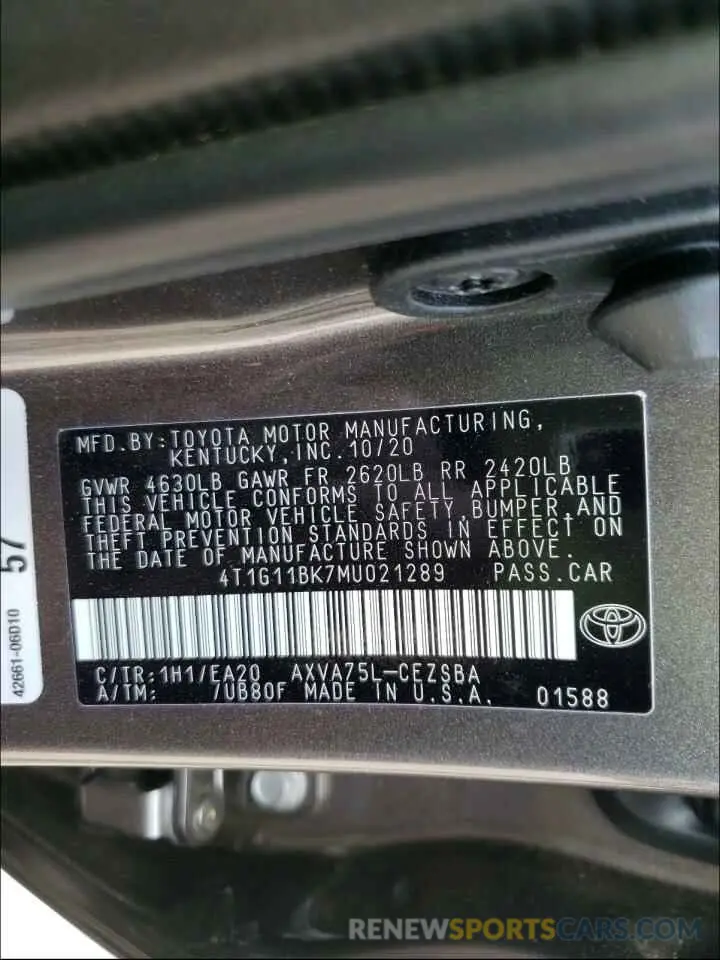 MFD.BY:TOYOTA MOTOR MANUFACTURING,
KENTUCKY,INC.10/20
GVWR 4630LB GAWR FR 2620LB RR 2420LB
THIS VEHICLE CONFORMS TO ALL APPLICABLE
FEDERAL MOTOR VEHICLE SAFETY,BUMPER,AND
THEFT PREVENTION STANDARDS IN EFFECT ON
THE DATE OF MANUFACTURE SHOWN ABOVE.
4T1G11BK7MU021289 PASS.CAR
C/TR:1H1/EA20 AXVA75L-CEZSBA
A/TM: 7UB80F MADE IN U.S.A. 01588
57
42661-06D10
RENEWSPORTSCARS.COM